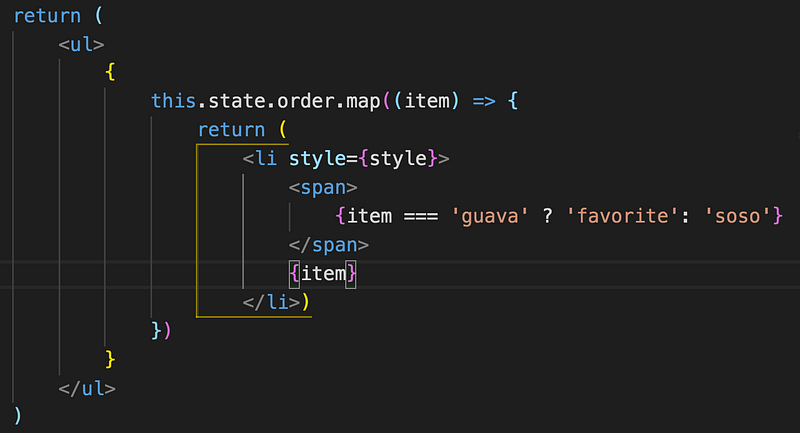 return (
<ul>
{
this.state.order.map((item) => {
return (
<li style={style}>
<span>
{item === 'guava' ? 'favorite': 'soso'}
</span>
{item}
</li>)
})
}
</ul>
)